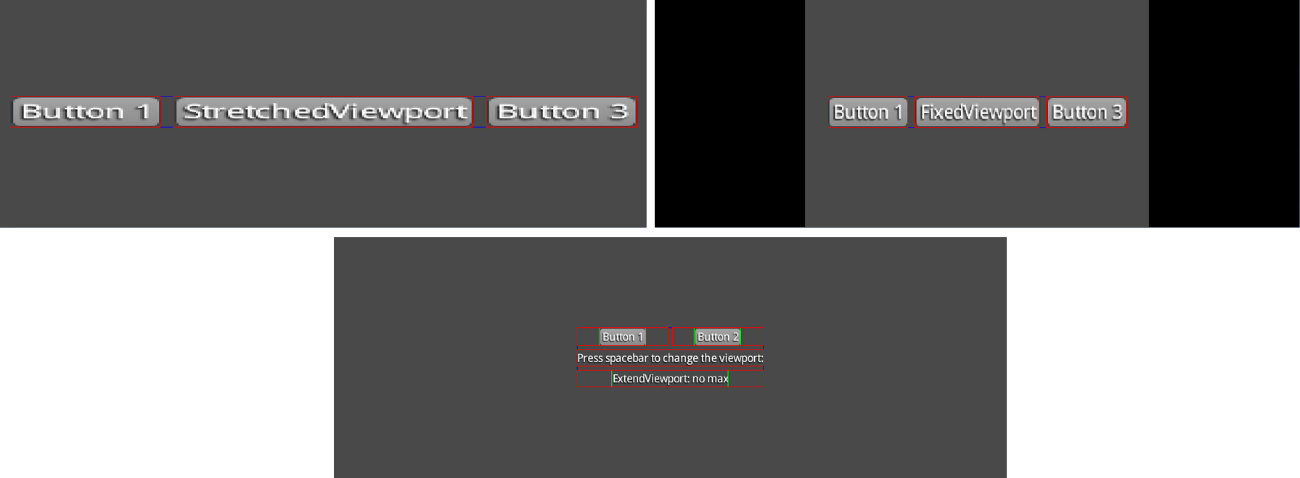 Button 1 StretchedViewport Button 3
Button 1 FixedViewport Button 3
Button 1 Button 2
Press spacebar to change the viewport:
ExtendViewport: no max